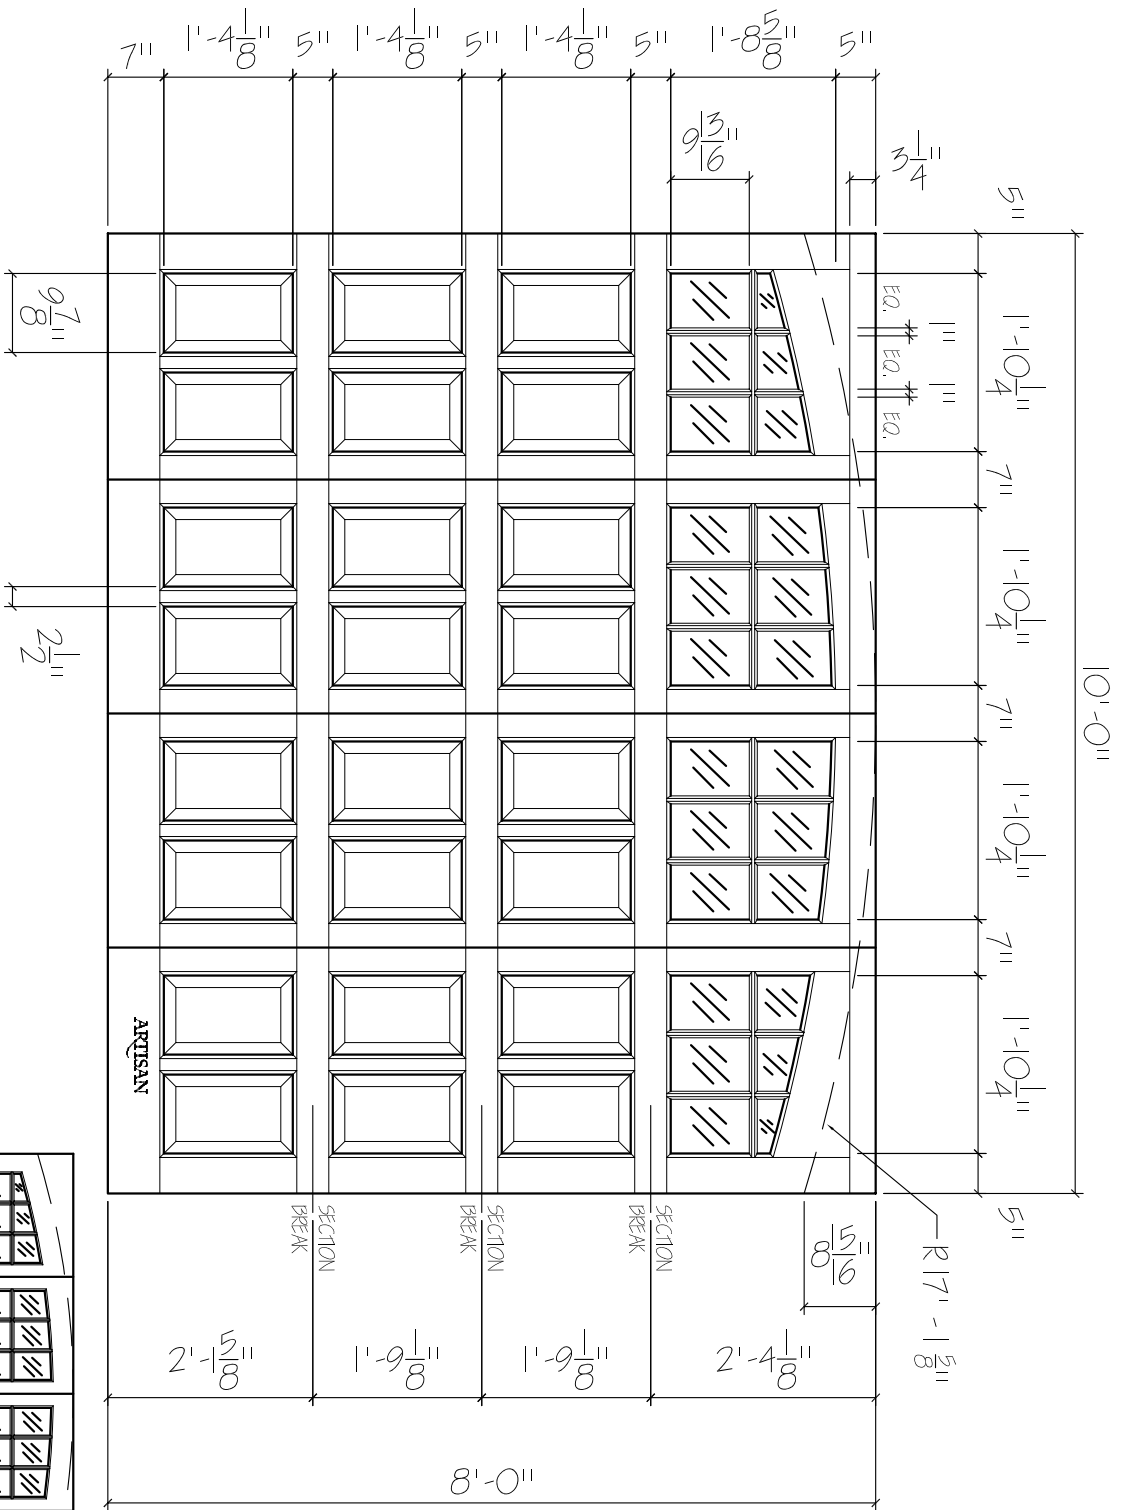 7"
1'-4 1/8"
5"
1'-4 1/8"
5"
1'-4 1/8"
5"
1'-8 5/8"
5"
9 13/16"
3 1/4"
5"
1'-10 1/4"
7"
1'-10 1/4"
7"
1'-10 1/4"
7"
1'-10 1/4"
5"
10'-0"
EQ.
1"
EQ.
1"
EQ.
9 7/8"
2 1/2"
ARTISAN
SECTION
BREAK
SECTION
BREAK
SECTION
BREAK
8 15/16"
R 17' - 1 5/8"
2'-1 5/8"
1'-9 1/8"
1'-9 1/8"
2'-4 1/8"
8'-0"